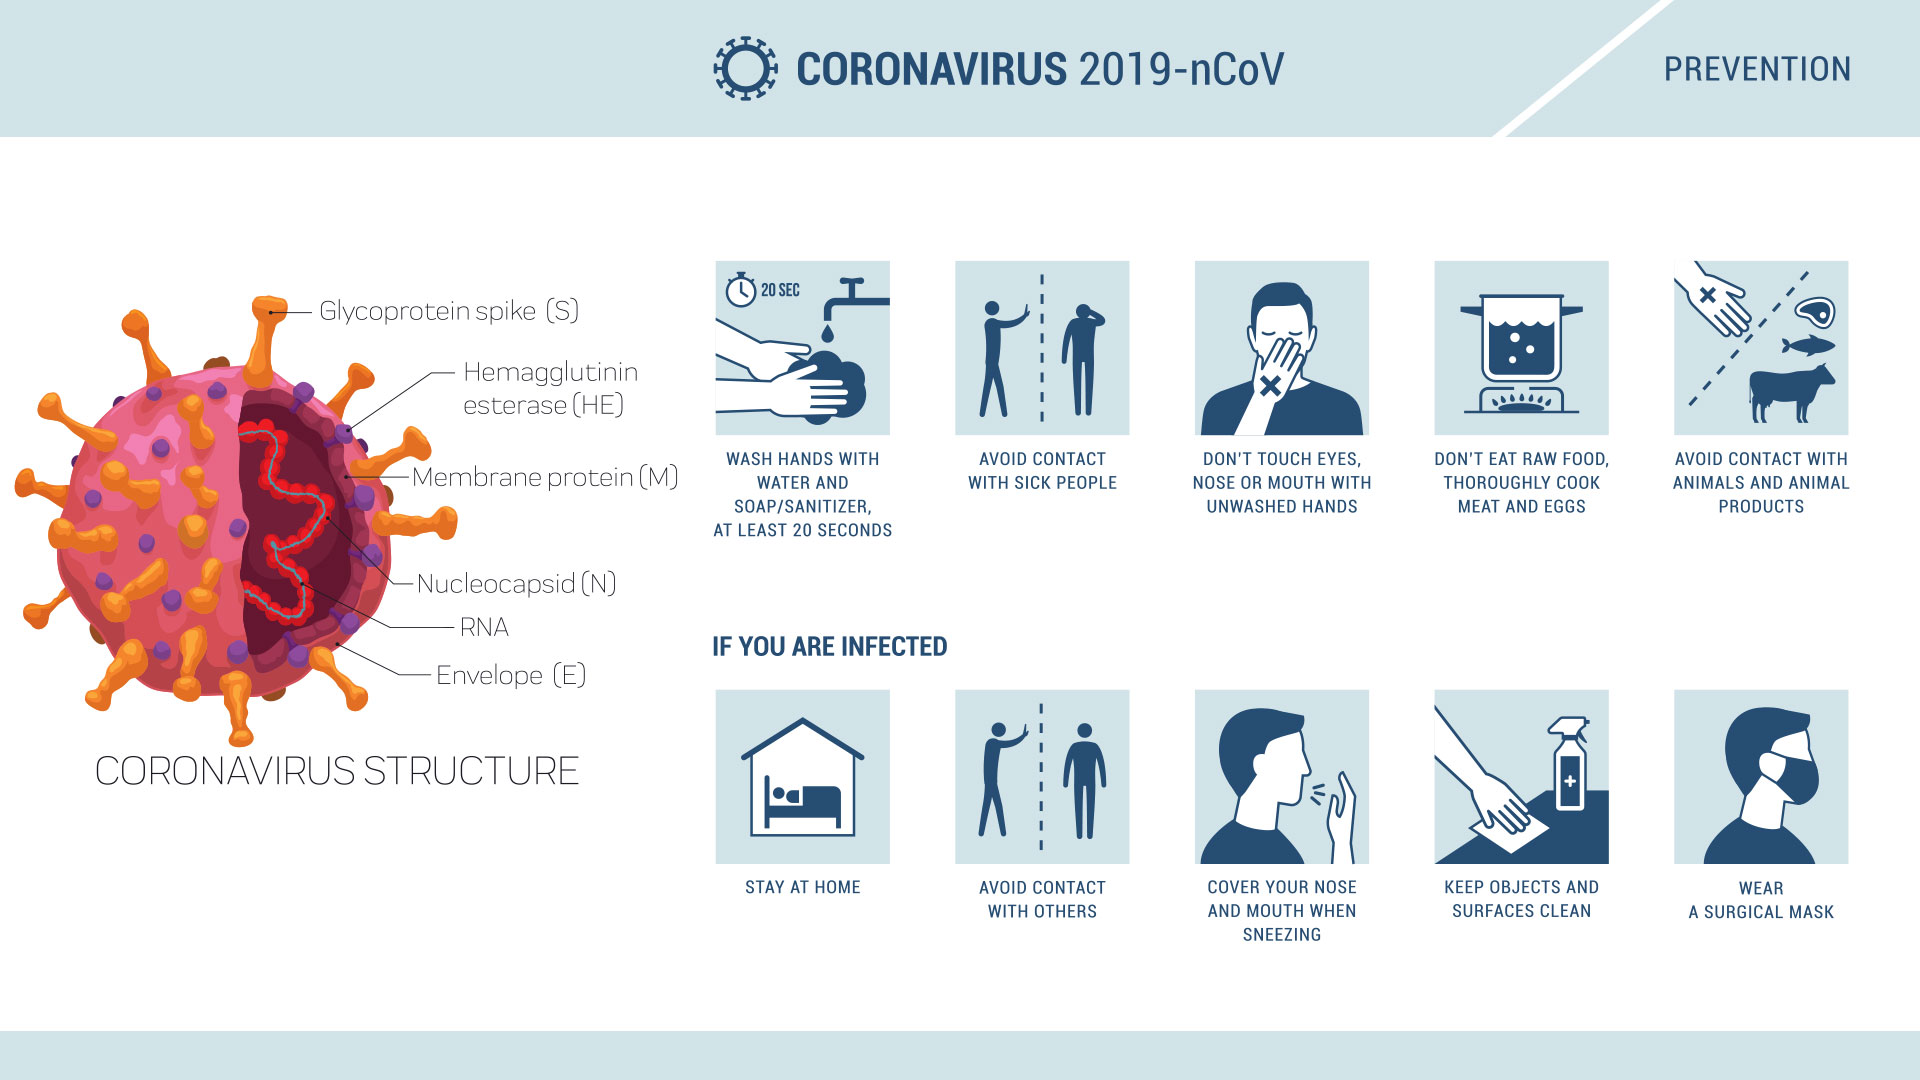 CORONAVIRUS 2019-nCoV
PREVENTION
Glycoprotein spike (S)
Hemagglutinin
esterase (HE)
Membrane protein (M)
Nucleocapsid (N)
RNA
Envelope (E)
CORONAVIRUS STRUCTURE
20 SEC
WASH HANDS WITH
WATER AND
SOAP/SANITIZER,
AT LEAST 20 SECONDS
AVOID CONTACT
WITH SICK PEOPLE
DON'T TOUCH EYES,
NOSE OR MOUTH WITH
UNWASHED HANDS
DON'T EAT RAW FOOD,
THOROUGHLY COOK
MEAT AND EGGS
AVOID CONTACT WITH
ANIMALS AND ANIMAL
PRODUCTS
IF YOU ARE INFECTED
STAY AT HOME
AVOID CONTACT
WITH OTHERS
COVER YOUR NOSE
AND MOUTH WHEN
SNEEZING
KEEP OBJECTS AND
SURFACES CLEAN
WEAR
A SURGICAL MASK